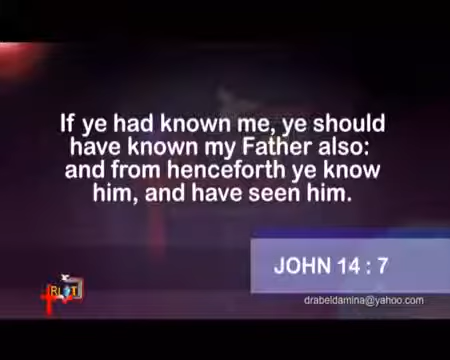 If ye had known me, ye should
have known my Father also:
and from henceforth ye know
him, and have seen him.
JOHN 14 : 7
drabeldamina@yahoo.com